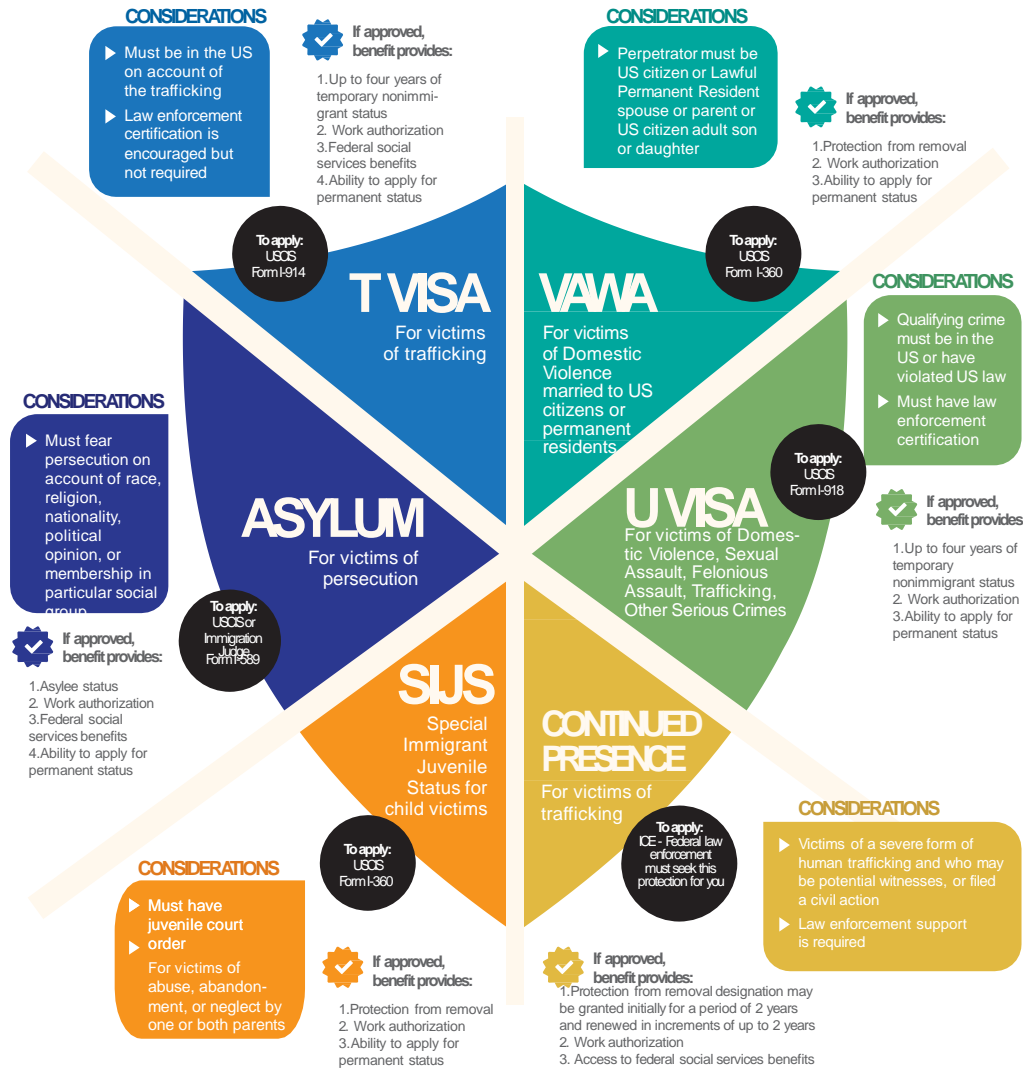 CONSIDERATIONS
Must be in the US
on account of
the trafficking
Law enforcement
certification is
encouraged but
not required
If approved,
benefit provides:
1.Up to four years of
temporary nonimmi-
grant status
2. Work authorization
3.Federal social
services benefits
4.Ability to apply for
permanent status
To apply:
USCIS
Form I-914
T VISA
For victims
of trafficking
CONSIDERATIONS
Perpetrator must be
US citizen or Lawful
Permanent Resident
spouse or parent or
US citizen adult son
or daughter
If approved,
benefit provides:
1.Protection from removal
2. Work authorization
3.Ability to apply for
permanent status
To apply:
USCIS
Form I-360
VAWA
For victims
of Domestic
Violence
married to US
citizens or
permanent
residents
CONSIDERATIONS
Qualifying crime
must be in the
US or have
violated US law
Must have law
enforcement
certification
To apply:
USCIS
Form I-918
If approved,
benefit provides
1.Up to four years of
temporary
nonimmigrant status
2. Work authorization
3.Ability to apply for
permanent status
U VISA
For victims of Domes-
tic Violence, Sexual
Assault, Felonious
Assault, Trafficking,
Other Serious Crimes
CONSIDERATIONS
Must fear
persecution on
account of race,
religion,
nationality,
political
opinion, or
membership in
particular social
group
If approved,
benefit provides:
1.Asylee status
2. Work authorization
3.Federal social
services benefits
4.Ability to apply for
permanent status
To apply:
USCIS or
Immigration
Judge
Form I-589
ASYLUM
For victims of
persecution
SIJS
Special
Immigrant
Juvenile
Status for
child victims
To apply:
USCIS
Form I-360
CONSIDERATIONS
Must have
juvenile court
order
For victims of
abuse, abandon-
ment, or neglect by
one or both parents
If approved,
benefit provides:
1.Protection from removal
2. Work authorization
3.Ability to apply for
permanent status
CONTINUED
PRESENCE
For victims of
trafficking
To apply:
ICE - Federal law
enforcement
must seek this
protection for you
CONSIDERATIONS
Victims of a severe form of
human trafficking and who may
be potential witnesses, or filed
a civil action
Law enforcement support
is required
If approved,
benefit provides:
1.Protection from removal designation may
be granted initially for a period of 2 years
and renewed in increments of up to 2 years
2. Work authorization
3. Access to federal social services benefits